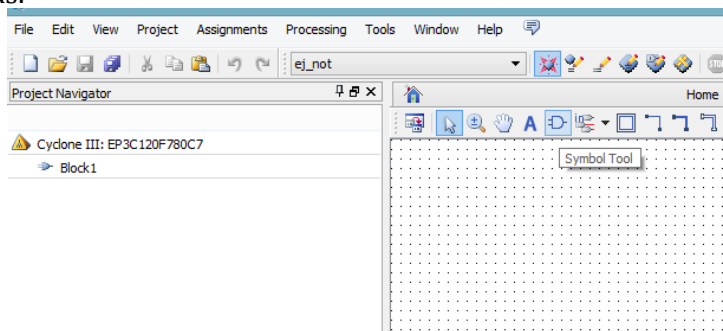 File Edit View Project Assignments Processing Tools Window Help
ej_not
Project Navigator
Home
A
Cyclone III: EP3C120F780C7
Block1
Symbol Tool